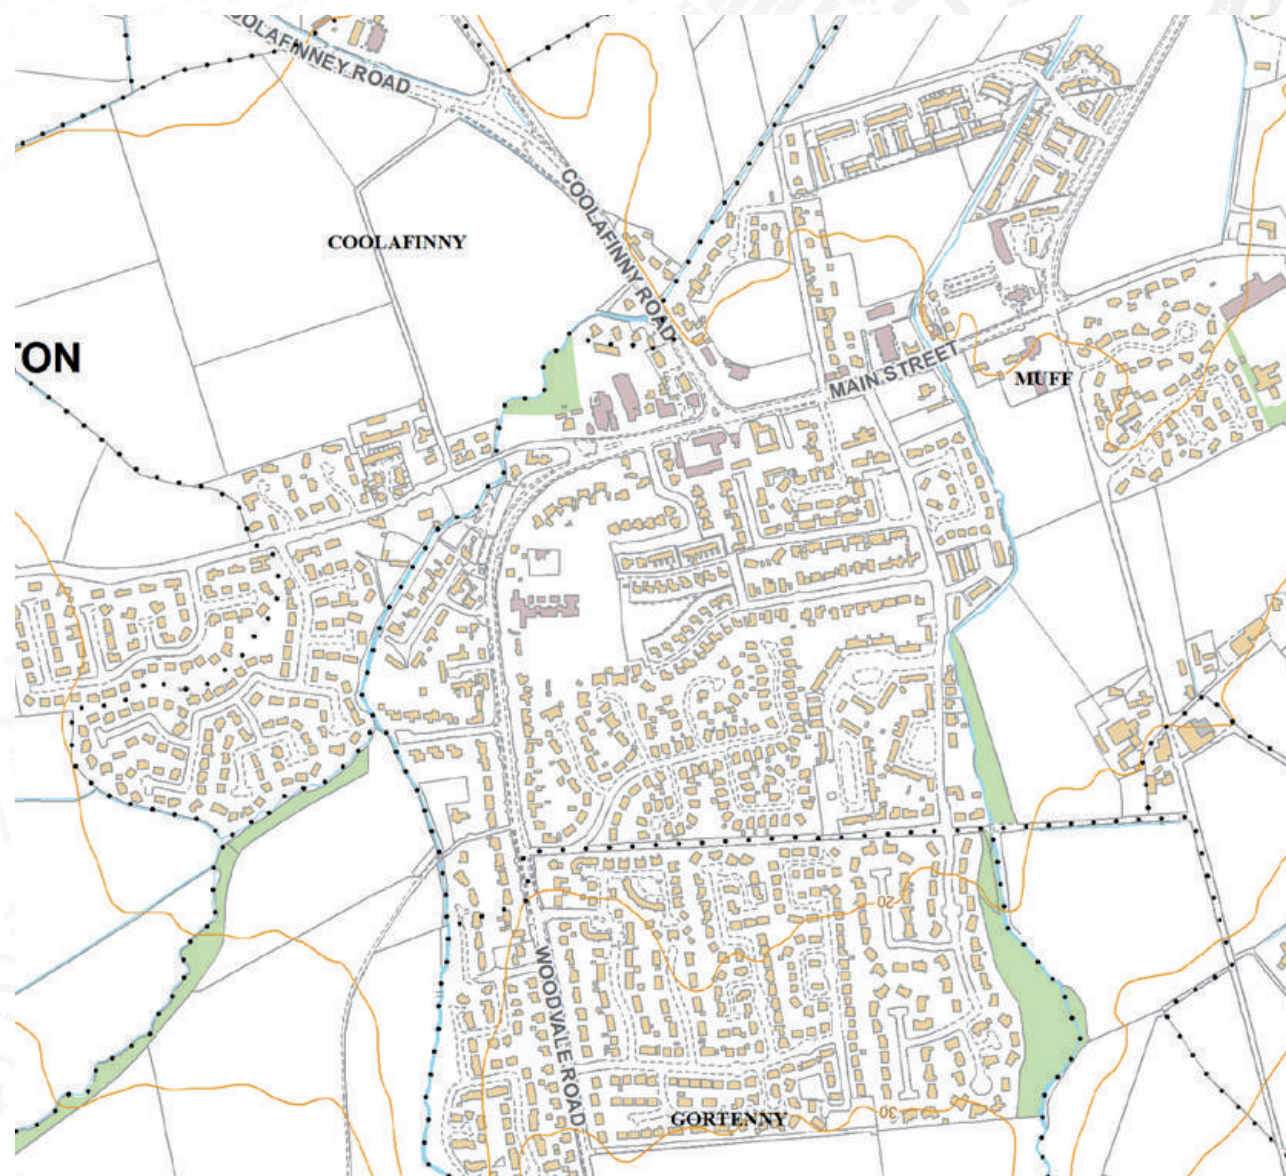 COOLAFINNEY ROAD
COOLAFINNY ROAD
COOLAFINNY
TON
MAIN STREET
MUFF
20
WOODVALE ROAD
GORTENNY
30